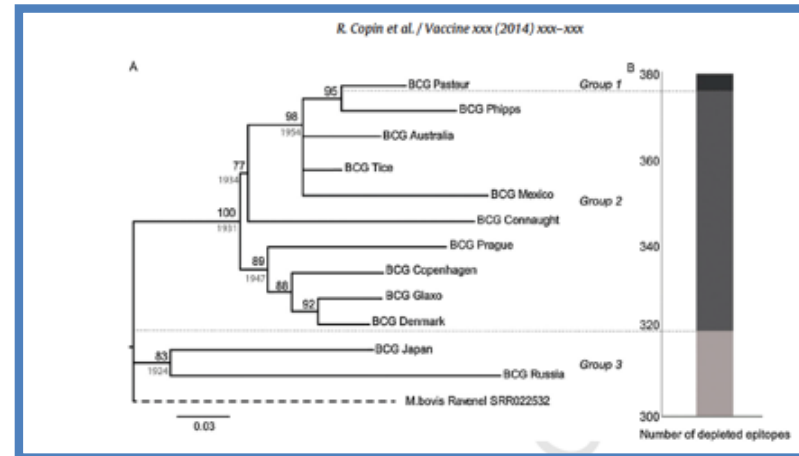 R. Copin et al. / Vaccine xxx (2014) xxx–xxx
A
B
380
95
BCG Pasteur
Group 1
BCG Phipps
98
1954
BCG Australia
360
77
1934
BCG Tice
BCG Mexico
Group 2
100
1931
BCG Connaught
340
89
1947
BCG Prague
88
BCG Copenhagen
92
BCG Glaxo
BCG Denmark
320
83
1924
BCG Japan
Group 3
BCG Russia
M.bovis Ravenel SRR022532
300
0.03
Number of depleted epitopes